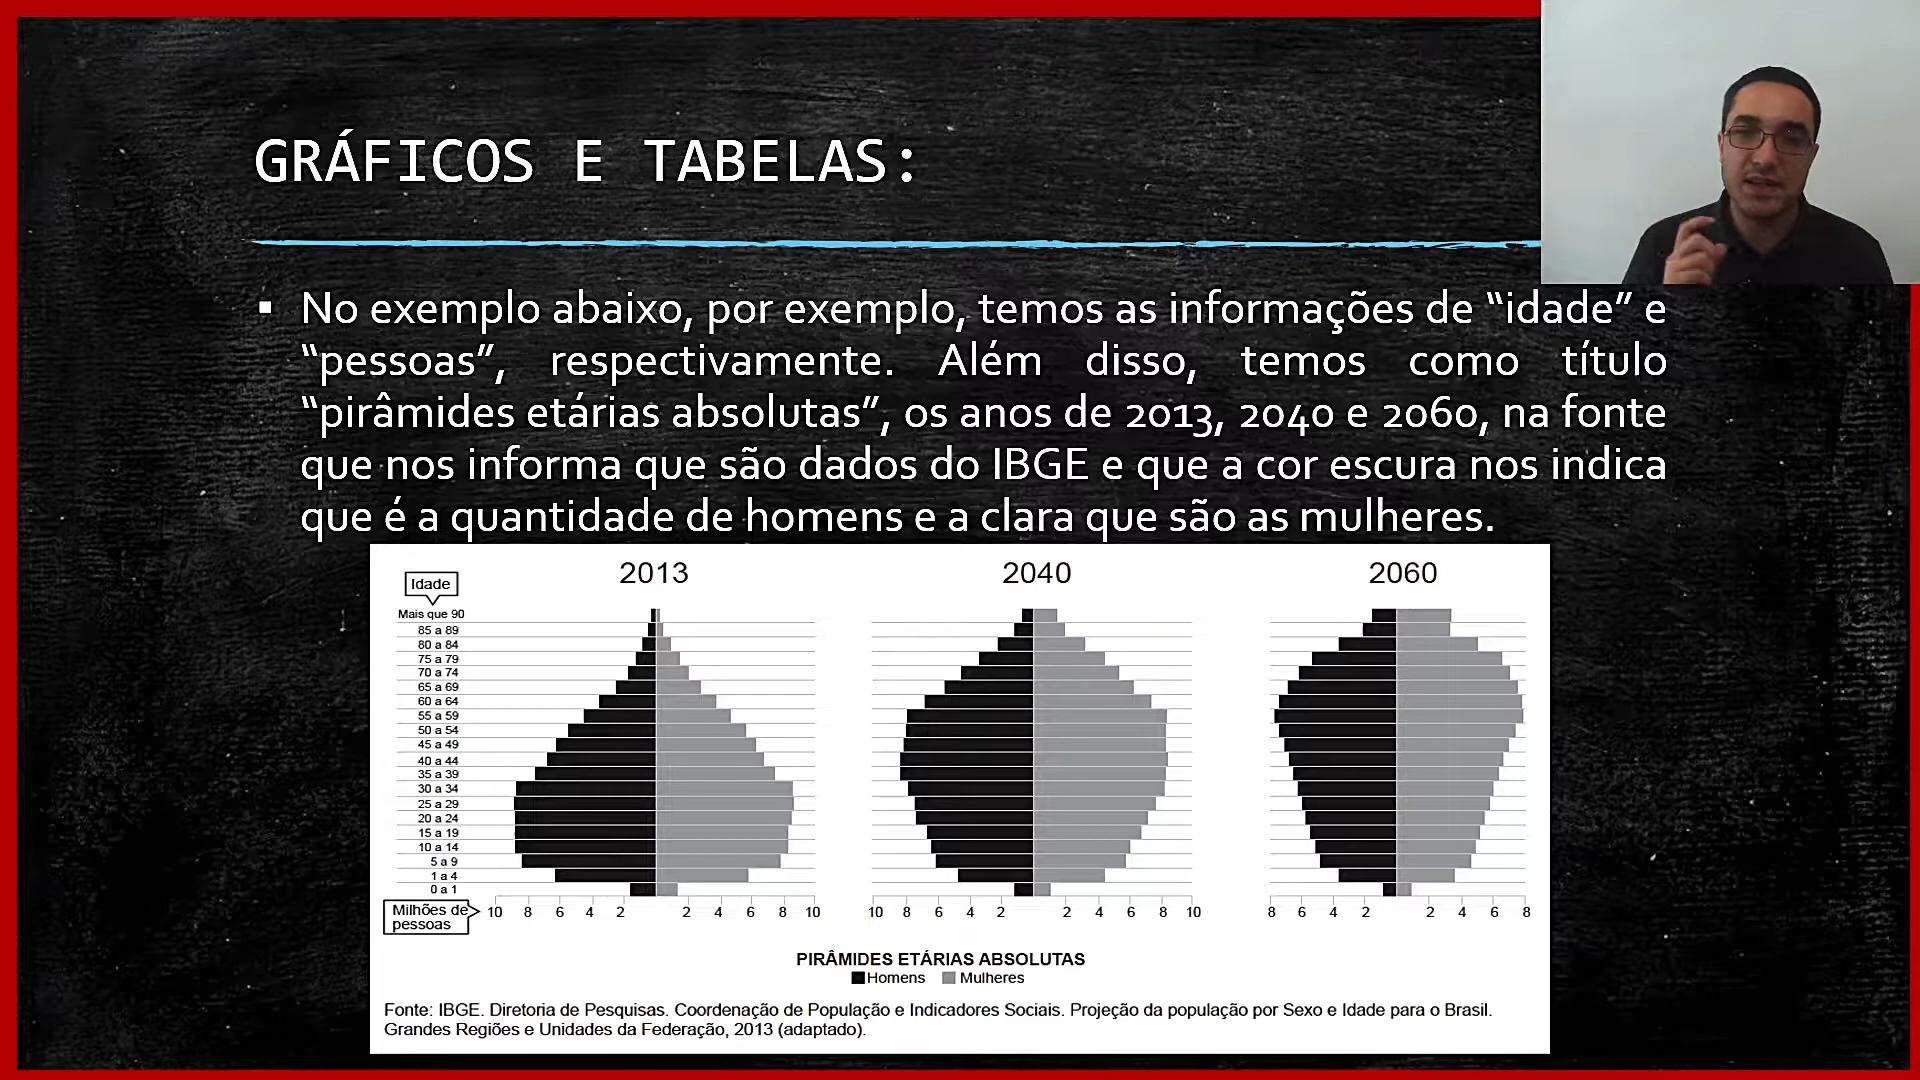 GRÁFICOS E TABELAS:
▪ No exemplo abaixo, por exemplo, temos as informações de “idade” e
“pessoas”, respectivamente. Além disso, temos como título
“pirâmides etárias absolutas”, os anos de 2013, 2040 e 2060, na fonte
que nos informa que são dados do IBGE e que a cor escura nos indica
que é a quantidade de homens e a clara que são as mulheres.
2013 2040 2060
Idade
Mais que 90
85 a 89
80 a 84
75 a 79
70 a 74
65 a 69
60 a 64
55 a 59
50 a 54
45 a 49
40 a 44
35 a 39
30 a 34
25 a 29
20 a 24
15 a 19
10 a 14
5 a 9
1 a 4
0 a 1
Milhões de
pessoas
10 8 6 4 2 2 4 6 8 10 10 8 6 4 2 2 4 6 8 10 8 6 4 2 2 4 6 8
PIRÂMIDES ETÁRIAS ABSOLUTAS
Homens Mulheres
Fonte: IBGE. Diretoria de Pesquisas. Coordenação de População e Indicadores Sociais. Projeção da população por Sexo e Idade para o Brasil.
Grandes Regiões e Unidades da Federação, 2013 (adaptado).